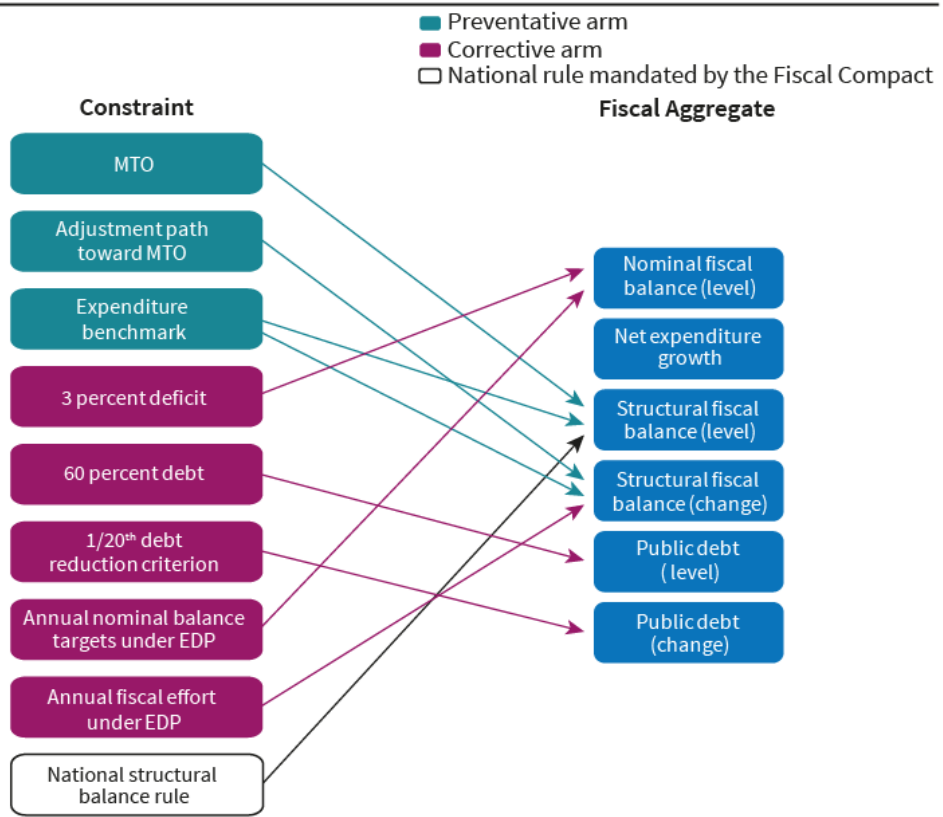 Preventative arm
Corrective arm
National rule mandated by the Fiscal Compact
Constraint
Fiscal Aggregate
MTO
Adjustment path
toward MTO
Expenditure
benchmark
3 percent deficit
60 percent debt
1/20th debt
reduction criterion
Annual nominal balance
targets under EDP
Annual fiscal effort
under EDP
National structural
balance rule
Nominal fiscal
balance (level)
Net expenditure
growth
Structural fiscal
balance (level)
Structural fiscal
balance (change)
Public debt
( level)
Public debt
(change)